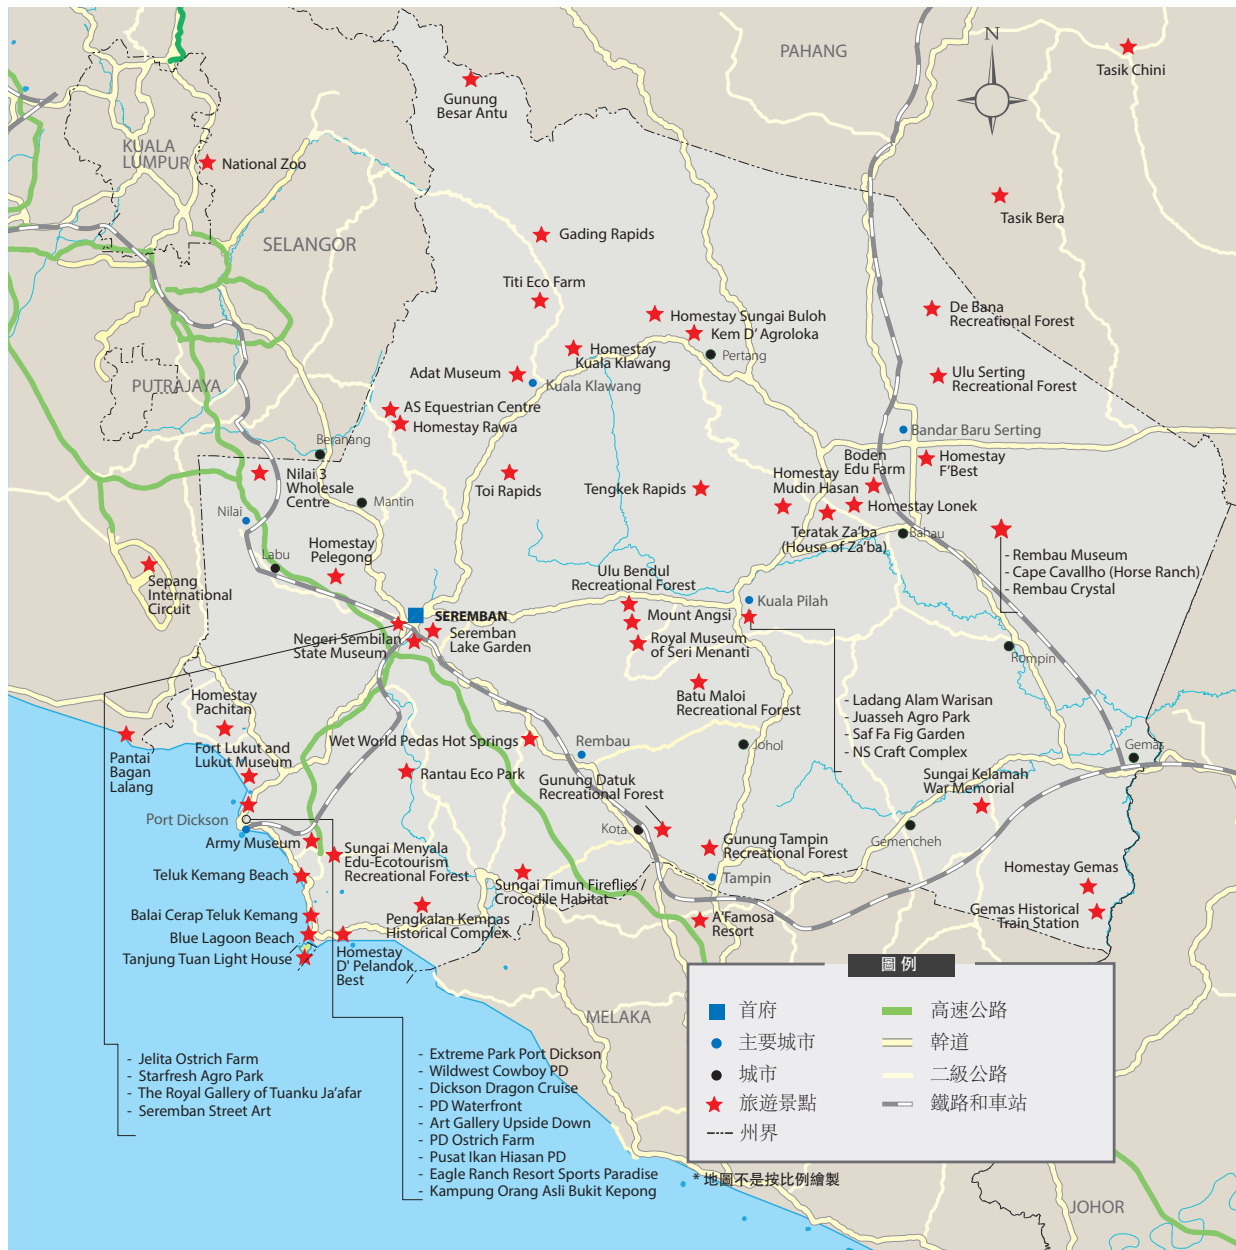 PAHANG
N
Tasik Chini
Gunung
Besar Antu
KUALA
LUMPUR
National Zoo
Tasik Bera
SELANGOR
Gading Rapids
Titi Eco Farm
De Bana
Recreational Forest
Homestay Sungai Buloh
Kem D' Agroloka
Pertang
Homestay
Kuala Klawang
PUTRAJAYA
Adat Museum
Kuala Klawang
Ulu Serting
Recreational Forest
AS Equestrian Centre
Homestay Rawa
Bandar Baru Serting
Beranang
Boden
Edu Farm
Homestay
F'Best
Nilai 3
Wholesale
Centre
Mantin
Toi Rapids
Tengkek Rapids
Homestay
Mudin Hasan
Homestay Lonek
Nilai
Teratak Za'ba
(House of Za'ba)
Bahau
Homestay
Pelegong
Labu
- Rembau Museum
- Cape Cavallho (Horse Ranch)
- Rembau Crystal
Sepang
International
Circuit
Ulu Bendul
Recreational Forest
Kuala Pilah
SEREMBAN
Mount Angsi
Negeri Sembilan
State Museum
Seremban
Lake Garden
Royal Museum
of Seri Menanti
Rompin
Homestay
Pachitan
Batu Maloi
Recreational Forest
- Ladang Alam Warisan
- Juasseh Agro Park
- Saf Fa Fig Garden
- NS Craft Complex
Pantai
Bagan
Lalang
Fort Lukut and
Lukut Museum
Wet World Pedas Hot Springs
Rembau
Johol
Gemas
Rantau Eco Park
Gunung Datuk
Recreational Forest
Sungai Kelamah
War Memorial
Port Dickson
Kota
Gemencheh
Army Museum
Sungai Menyala
Edu-Ecotourism
Recreational Forest
Gunung Tampin
Recreational Forest
Teluk Kemang Beach
Sungai Timun Fireflies
Crocodile Habitat
Tampin
Homestay Gemas
Balai Cerap Teluk Kemang
Pengkalan Kempas
Historical Complex
A'Famosa
Resort
Gemas Historical
Train Station
Blue Lagoon Beach
Tanjung Tuan Light House
Homestay
D' Pelandok
Best
MELAKA
圖例
首府
高速公路
主要城市
幹道
城市
二級公路
旅遊景點
鐵路和車站
州界
* 地圖不是按比例繪製
- Jelita Ostrich Farm
- Starfresh Agro Park
- The Royal Gallery of Tuanku Ja'afar
- Seremban Street Art
- Extreme Park Port Dickson
- Wildwest Cowboy PD
- Dickson Dragon Cruise
- PD Waterfront
- Art Gallery Upside Down
- PD Ostrich Farm
- Pusat Ikan Hiasan PD
- Eagle Ranch Resort Sports Paradise
- Kampung Orang Asli Bukit Kepong
JOHOR